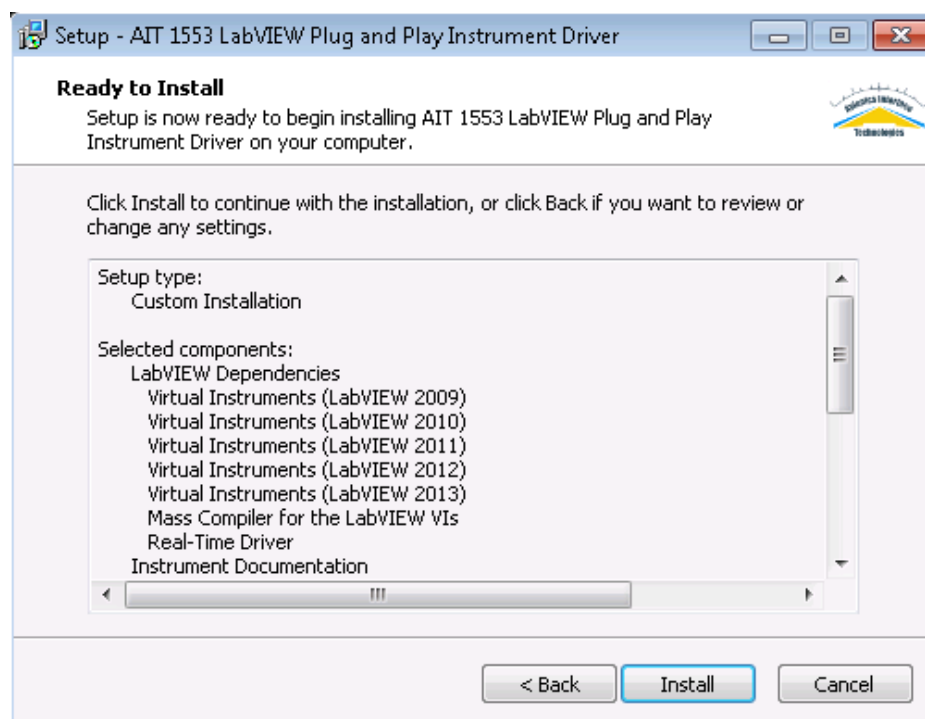 Setup - AIT 1553 LabVIEW Plug and Play Instrument Driver
Ready to Install
Setup is now ready to begin installing AIT 1553 LabVIEW Plug and Play
Instrument Driver on your computer.
Technologies
Click Install to continue with the installation, or click Back if you want to review or
change any settings.
Setup type:
Custom Installation
Selected components:
LabVIEW Dependencies
Virtual Instruments (LabVIEW 2009)
Virtual Instruments (LabVIEW 2010)
Virtual Instruments (LabVIEW 2011)
Virtual Instruments (LabVIEW 2012)
Virtual Instruments (LabVIEW 2013)
Mass Compiler for the LabVIEW VIs
Real-Time Driver
Instrument Documentation
< Back
Install
Cancel